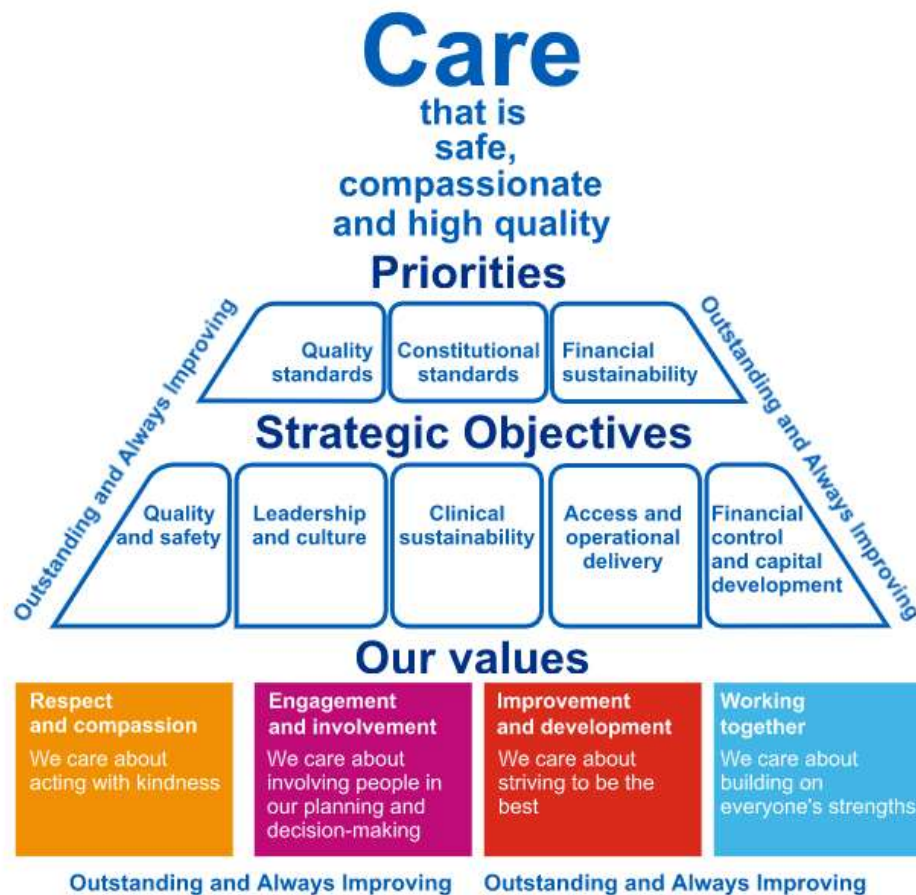 Care
that is
safe,
compassionate
and high quality
Priorities
Outstanding and Always Improving
Quality
standards
Constitutional
standards
Financial
sustainability
Outstanding and Always Improving
Strategic Objectives
Quality
and safety
Leadership
and culture
Clinical
sustainability
Access and
operational
delivery
Financial
control
and capital
development
Our values
Respect
and compassion
We care about
acting with kindness
Engagement
and involvement
We care about
involving people in
our planning and
decision-making
Improvement
and development
We care about
striving to be the
best
Working
together
We care about
building on
everyone's strengths
Outstanding and Always Improving
Outstanding and Always Improving